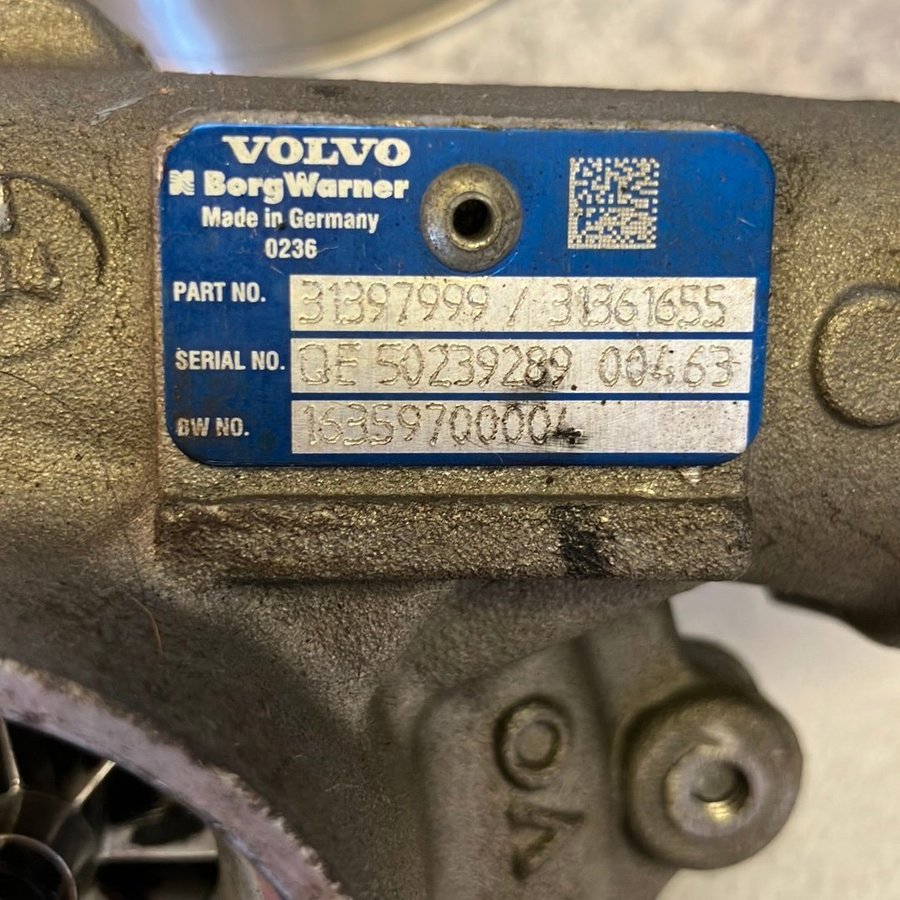 VOLVO
BorgWarner
Made in Germany
0236
PART NO. 31397999 / 31361655
SERIAL NO. QE 50239289 00463
BW NO. 16359700004